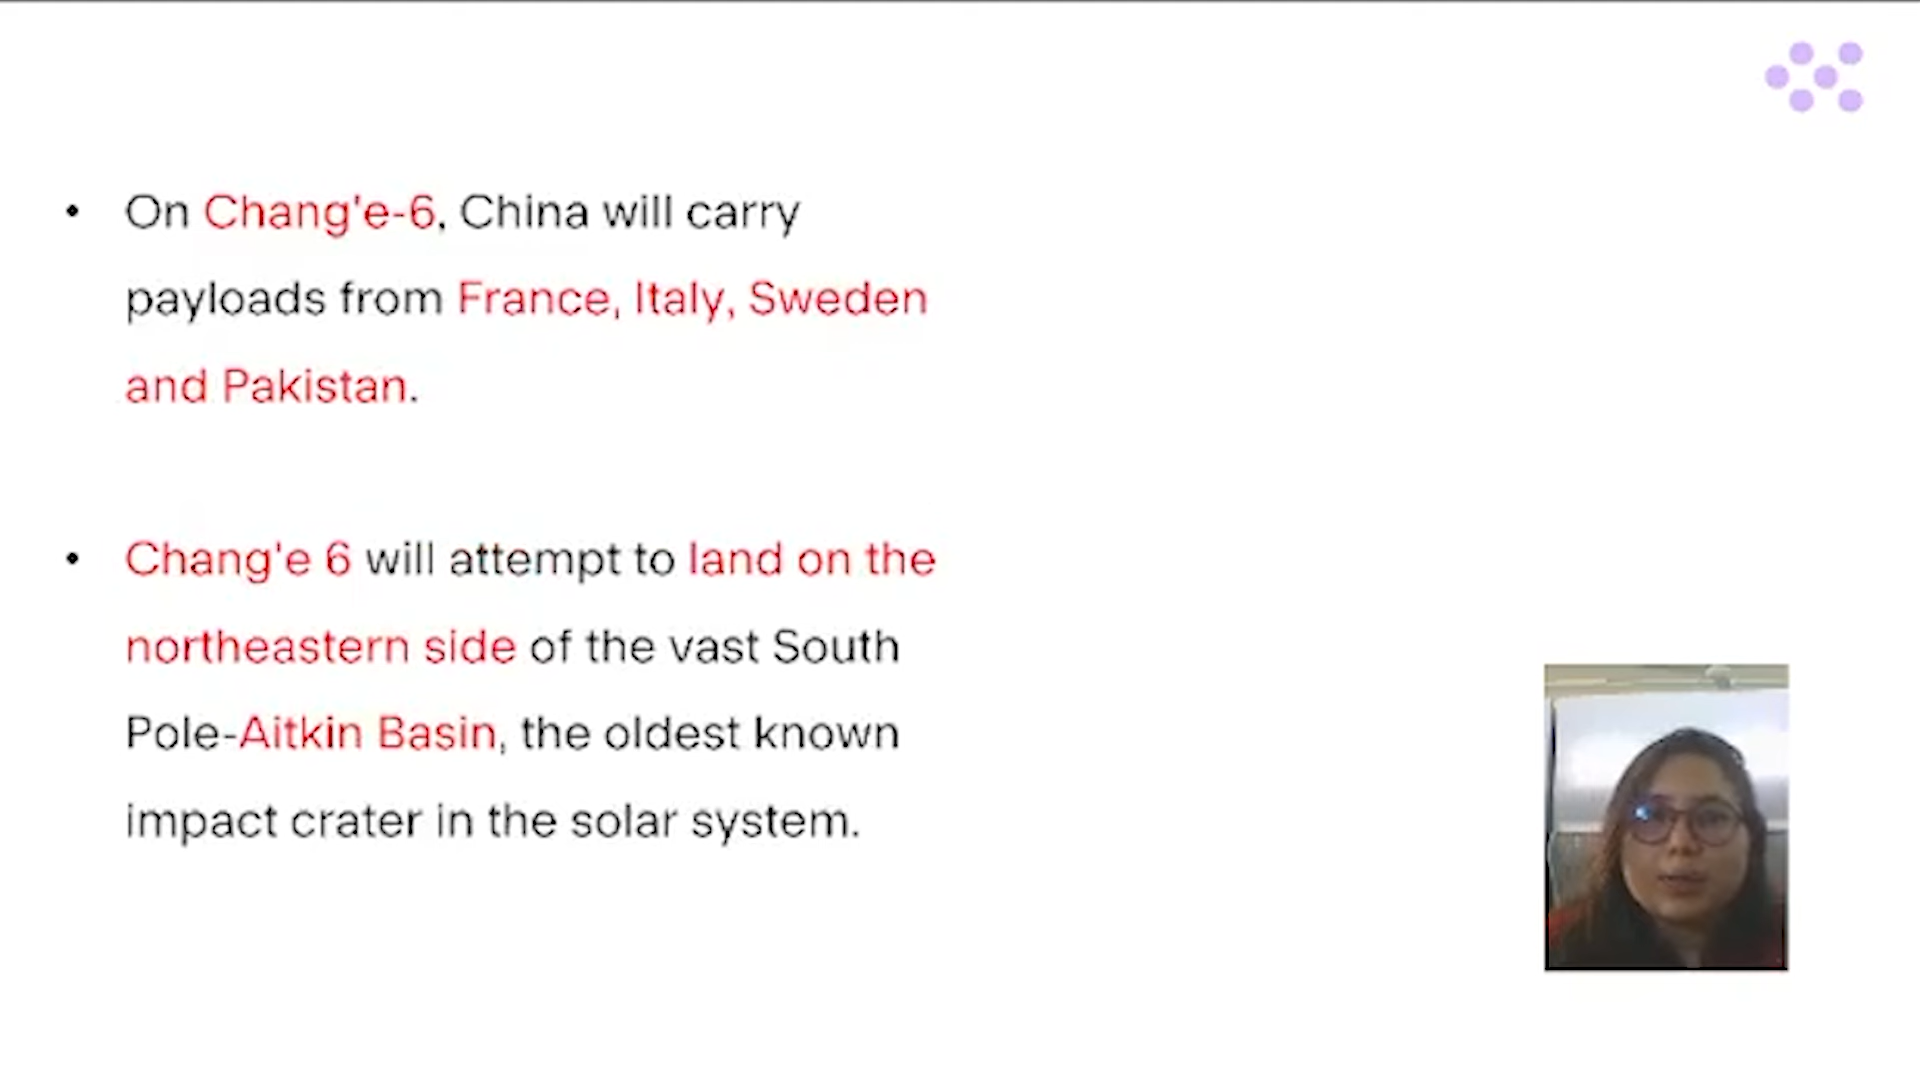 • On Chang'e-6, China will carry
payloads from France, Italy, Sweden
and Pakistan.
• Chang'e 6 will attempt to land on the
northeastern side of the vast South
Pole-Aitkin Basin, the oldest known
impact crater in the solar system.